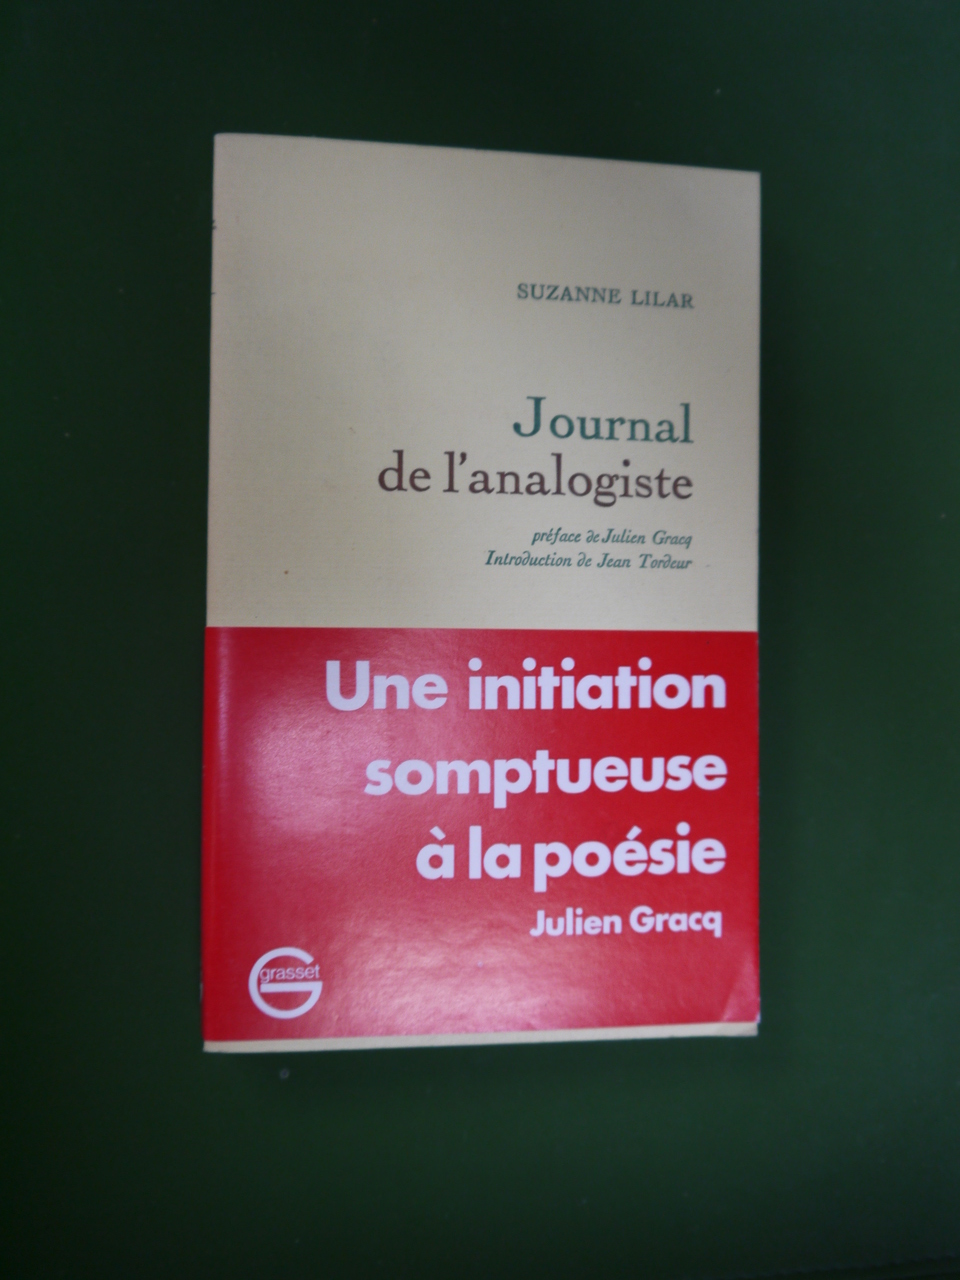 SUZANNE LILAR
Journal
de l'analogiste
préface de Julien Gracq
Introduction de Jean Tordeur
Une initiation
somptueuse
à la poésie
Julien Gracq
grasset